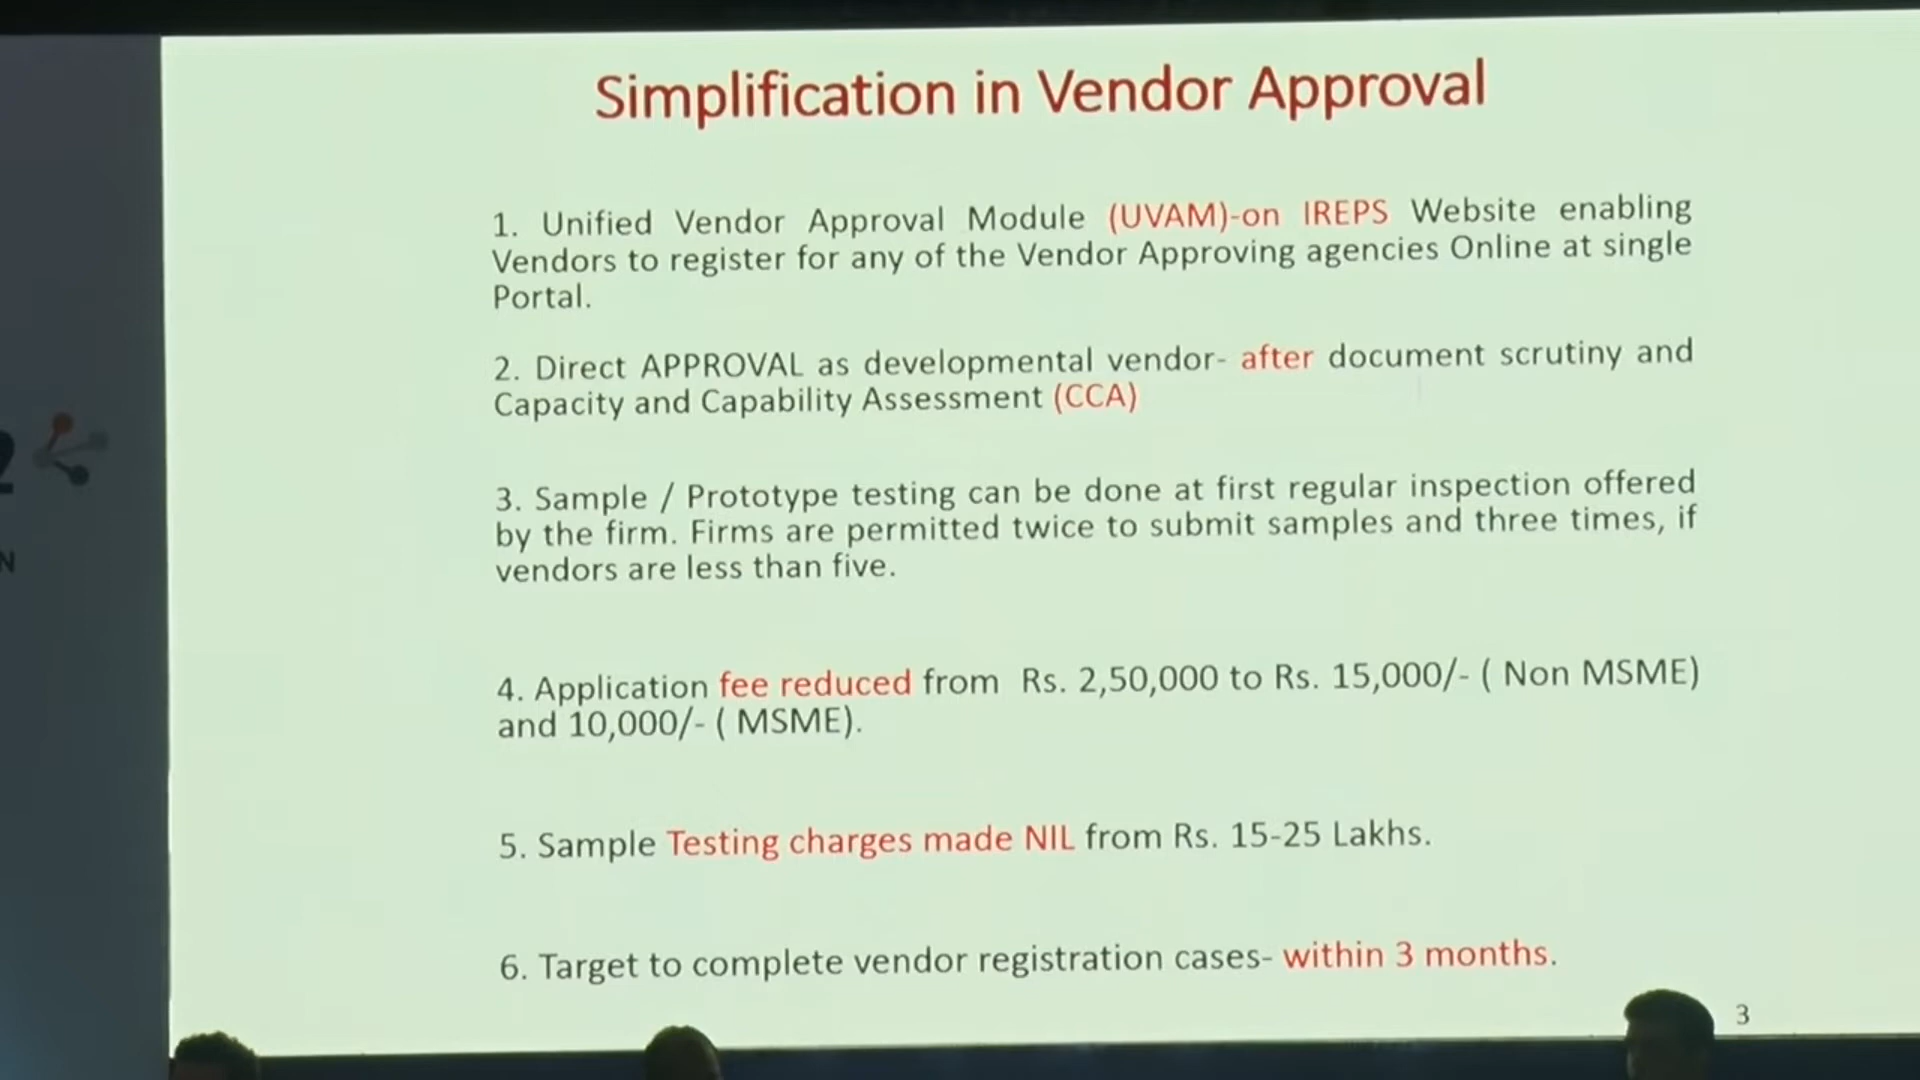 Simplification in Vendor Approval
1. Unified Vendor Approval Module (UVAM)-on IREPS Website enabling
Vendors to register for any of the Vendor Approving agencies Online at single
Portal.
2. Direct APPROVAL as developmental vendor- after document scrutiny and
Capacity and Capability Assessment (CCA)
3. Sample / Prototype testing can be done at first regular inspection offered
by the firm. Firms are permitted twice to submit samples and three times, if
vendors are less than five.
4. Application fee reduced from Rs. 2,50,000 to Rs. 15,000/- ( Non MSME)
and 10,000/- ( MSME).
5. Sample Testing charges made NIL from Rs. 15-25 Lakhs.
6. Target to complete vendor registration cases- within 3 months.
3
2
N